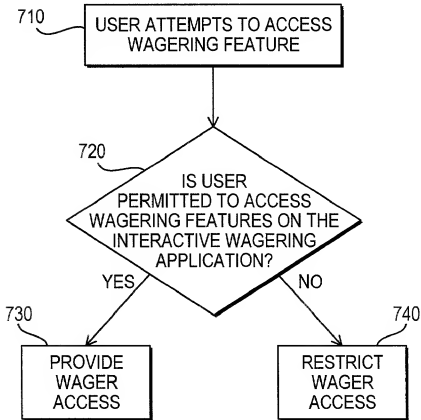 710
USER ATTEMPTS TO ACCESS
WAGERING FEATURE
720
IS USER
PERMITTED TO ACCESS
WAGERING FEATURES ON THE
INTERACTIVE WAGERING
APPLICATION?
YES
NO
730
PROVIDE
WAGER
ACCESS
740
RESTRICT
WAGER
ACCESS